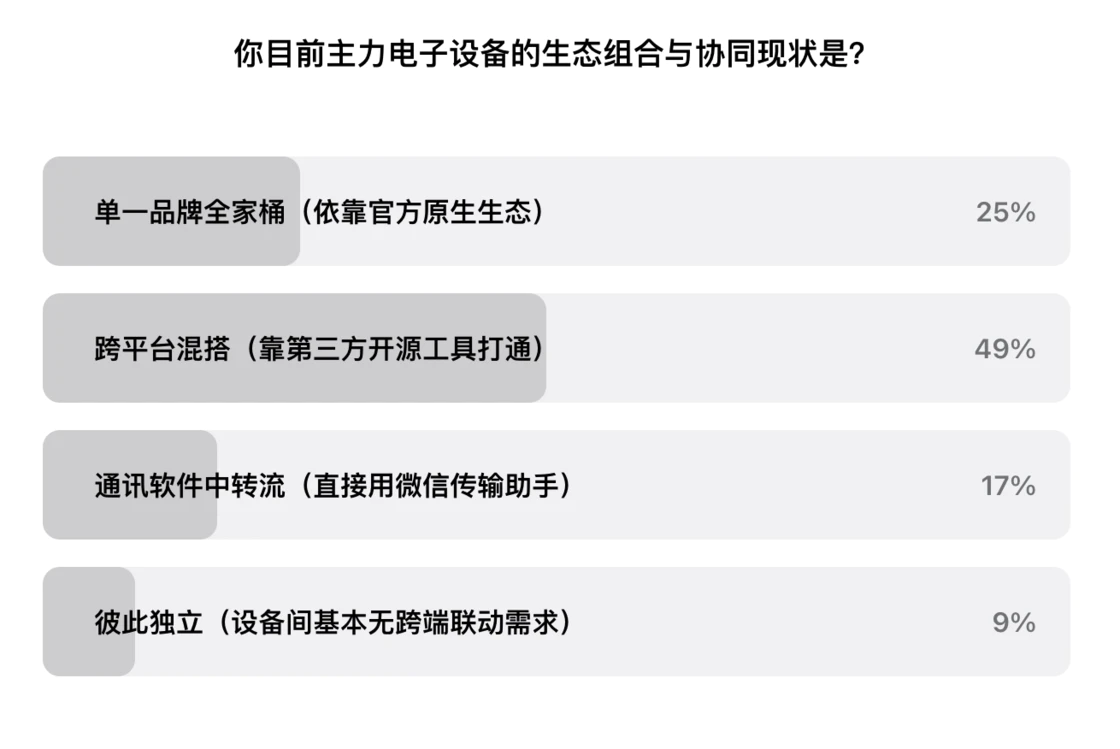 你目前主力电子设备的生态组合与协同现状是?
单一品牌全家桶（依靠官方原生生态） 25%
跨平台混搭（靠第三方开源工具打通） 49%
通讯软件中转流（直接用微信传输助手） 17%
彼此独立（设备间基本无跨端联动需求） 9%